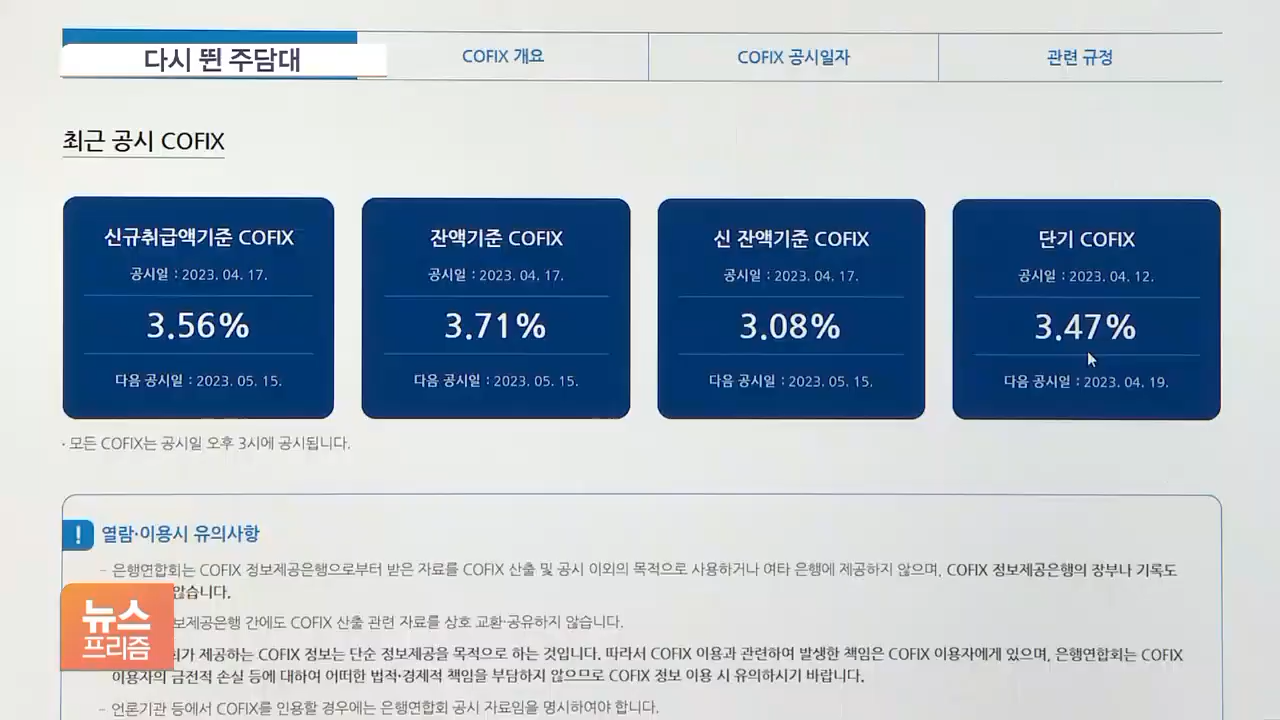 다시 뛴 주담대
COFIX 개요
COFIX 공시일자
관련 규정
최근 공시 COFIX
신규취급액기준 COFIX
공시일 : 2023. 04. 17.
3.56%
다음 공시일 : 2023. 05. 15.
잔액기준 COFIX
공시일 : 2023. 04. 17.
3.71%
다음 공시일 : 2023. 05. 15.
신 잔액기준 COFIX
공시일 : 2023. 04. 17.
3.08%
다음 공시일 : 2023. 05. 15.
단기 COFIX
공시일 : 2023. 04. 12.
3.47%
다음 공시일 : 2023. 04. 19.
· 모든 COFIX는 공시일 오후 3시에 공시됩니다.
! 열람·이용시 유의사항
– 은행연합회는 COFIX 정보제공은행으로부터 받은 자료를 COFIX 산출 및 공시 이외의 목적으로 사용하거나 여타 은행에 제공하지 않으며, COFIX 정보제공은행의 장부나 기록도
않습니다.
보제공은행 간에도 COFIX 산출 관련 자료를 상호 교환·공유하지 않습니다.
가 제공하는 COFIX 정보는 단순 정보제공을 목적으로 하는 것입니다. 따라서 COFIX 이용과 관련하여 발생한 책임은 COFIX 이용자에게 있으며, 은행연합회는 COFIX
이용자의 금전적 손실 등에 대하여 어떠한 법적·경제적 책임을 부담하지 않으므로 COFIX 정보 이용 시 유의하시기 바랍니다.
– 언론기관 등에서 COFIX를 인용할 경우에는 은행연합회 공시 자료임을 명시하여야 합니다.
뉴스
프리즘